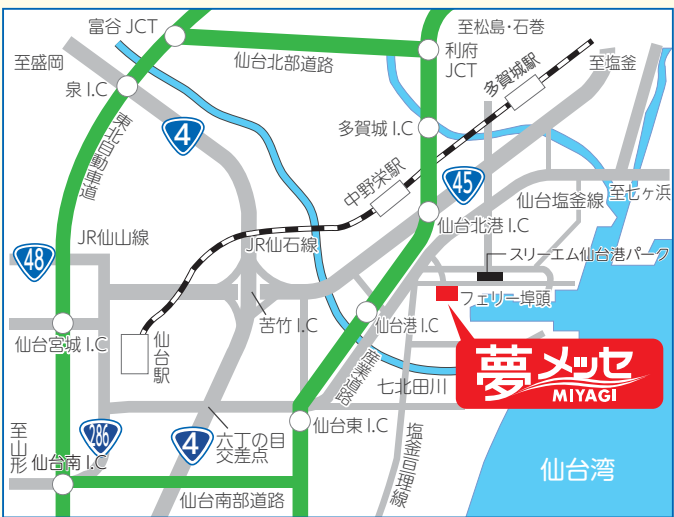 富谷 JCT
至松島・石巻
仙台北部道路
利府
JCT
至盛岡
多賀城駅
至塩釜
泉 I.C
4
東北自動車道
多賀城 I.C
中野栄駅
45
仙台塩釜線
至七ヶ浜
JR仙山線
JR仙石線
仙台北港 I.C
48
スリーエム仙台港パーク
フェリー埠頭
苦竹 I.C
仙台港 I.C
仙台宮城 I.C
仙台駅
産業道路
夢メッセ
MIYAGI
七北田川
286
至山形
4
六丁の目
交差点
仙台東 I.C
塩釜亘理線
仙台南 I.C
仙台湾
仙台南部道路